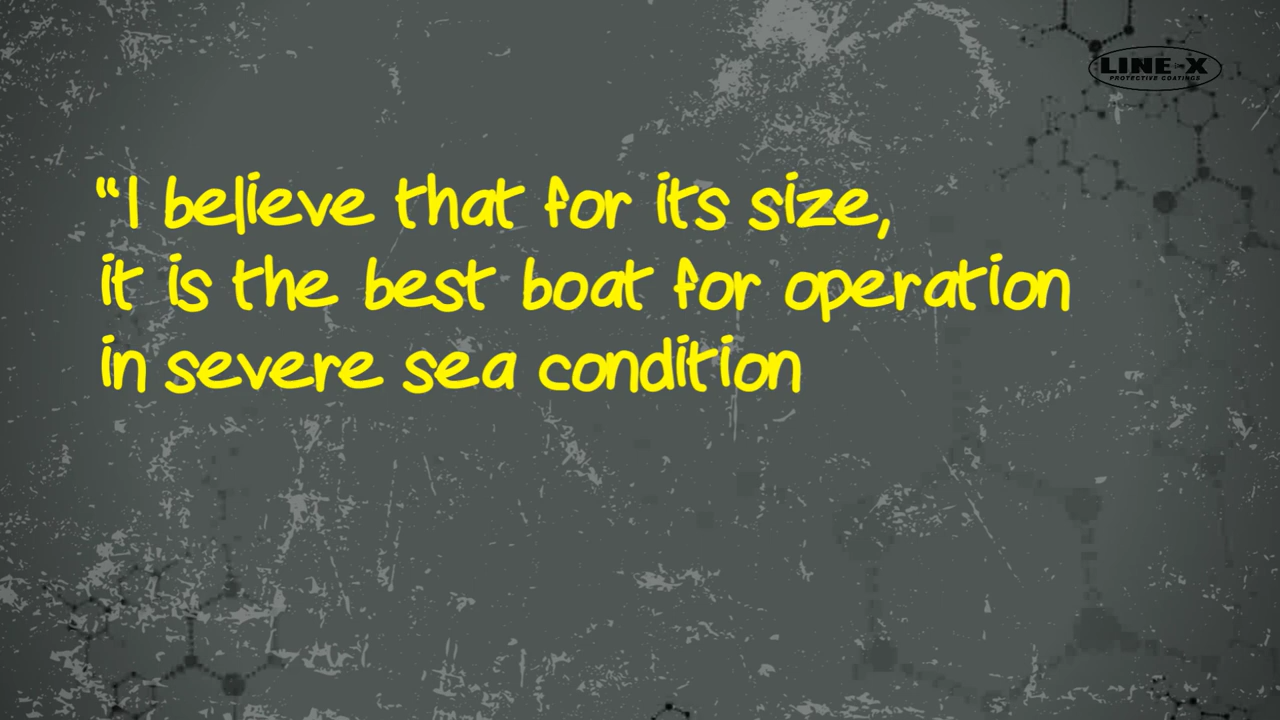 LINE-X
PROTECTIVE COATINGS
“I believe that for its size,
it is the best boat for operation
in severe sea condition